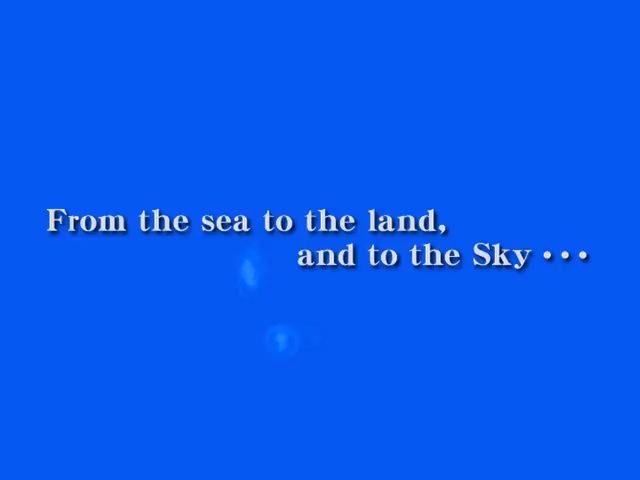 From the sea to the land,
and to the Sky・・・